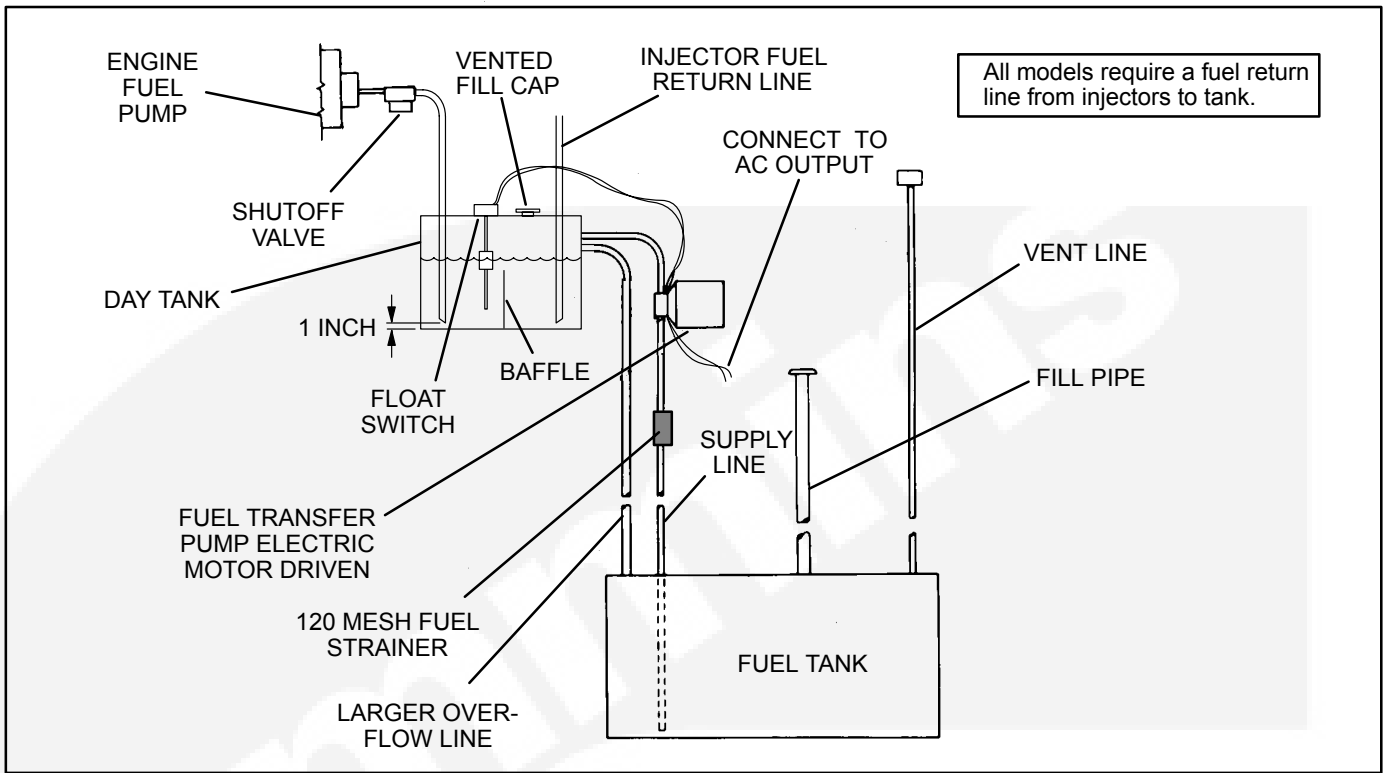 ENGINE
FUEL
PUMP
VENTED
FILL CAP
INJECTOR FUEL
RETURN LINE
All models require a fuel return
line from injectors to tank.
CONNECT TO
AC OUTPUT
SHUTOFF
VALVE
VENT LINE
DAY TANK
1 INCH
BAFFLE
FILL PIPE
FLOAT
SWITCH
SUPPLY
LINE
FUEL TRANSFER
PUMP ELECTRIC
MOTOR DRIVEN
120 MESH FUEL
STRAINER
FUEL TANK
LARGER OVER-
FLOW LINE